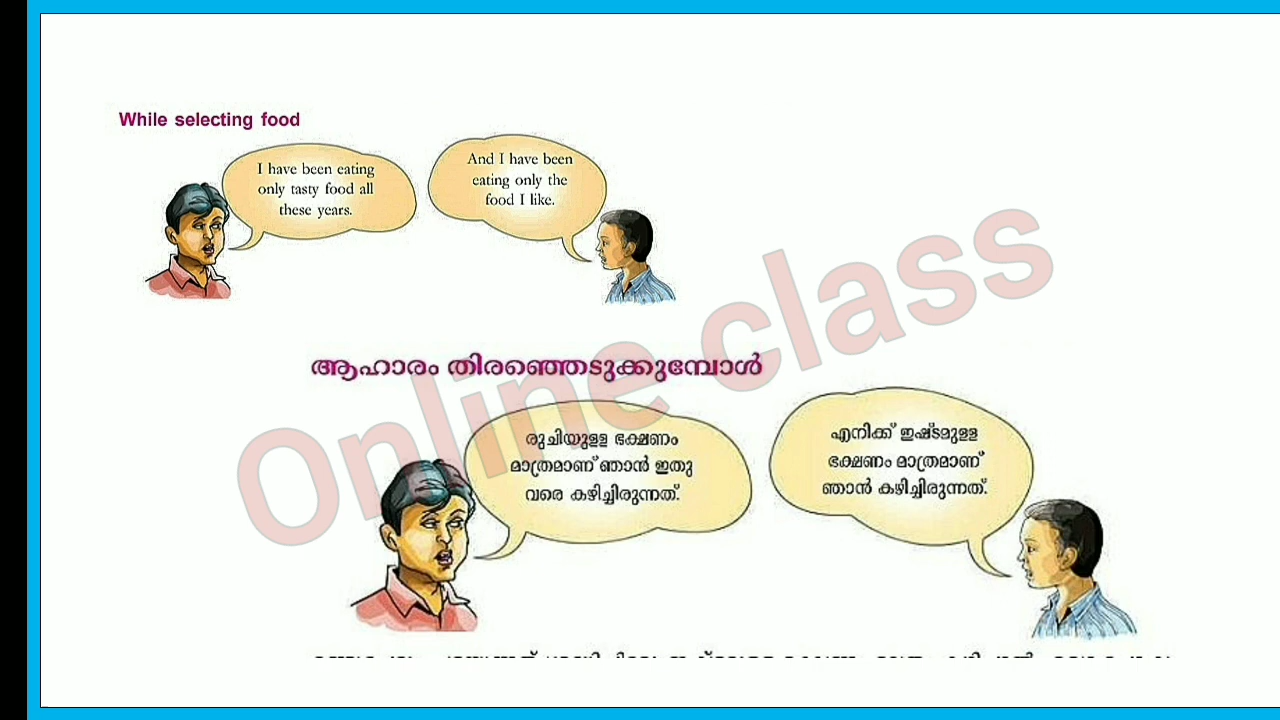 While selecting food
I have been eating
only tasty food all
these years.
And I have been
eating only the
food I like.
ആഹാരം തിരഞ്ഞെടുക്കുമ്പോൾ
രുചിയുളള ഭക്ഷണം
മാത്രമാണ് ഞാൻ ഇതു
വരെ കഴിച്ചിരുന്നത്.
എനിക്ക് ഇഷ്ടമുളള
ഭക്ഷണം മാത്രമാണ്
ഞാൻ കഴിച്ചിരുന്നത്.
Online class